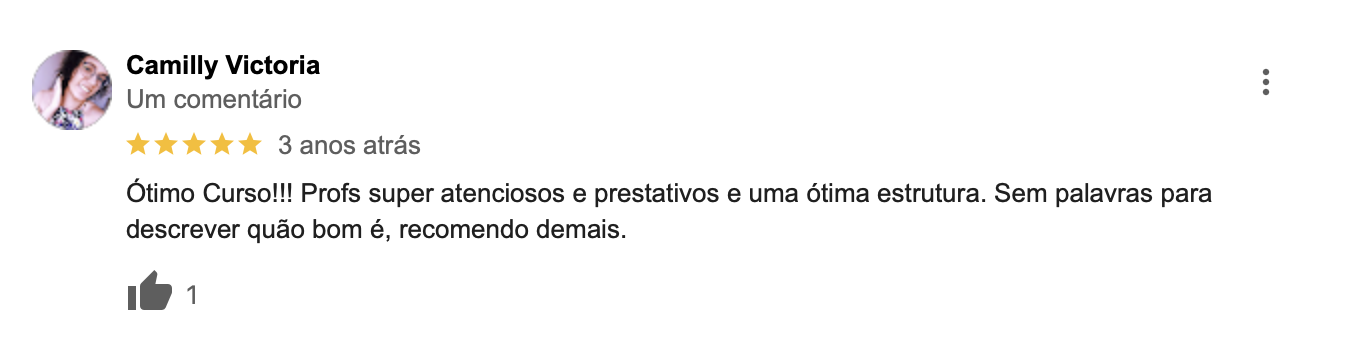 Camilly Victoria
Um comentário
3 anos atrás
Ótimo Curso!!! Profs super atenciosos e prestativos e uma ótima estrutura. Sem palavras para
descrever quão bom é, recomendo demais.
1